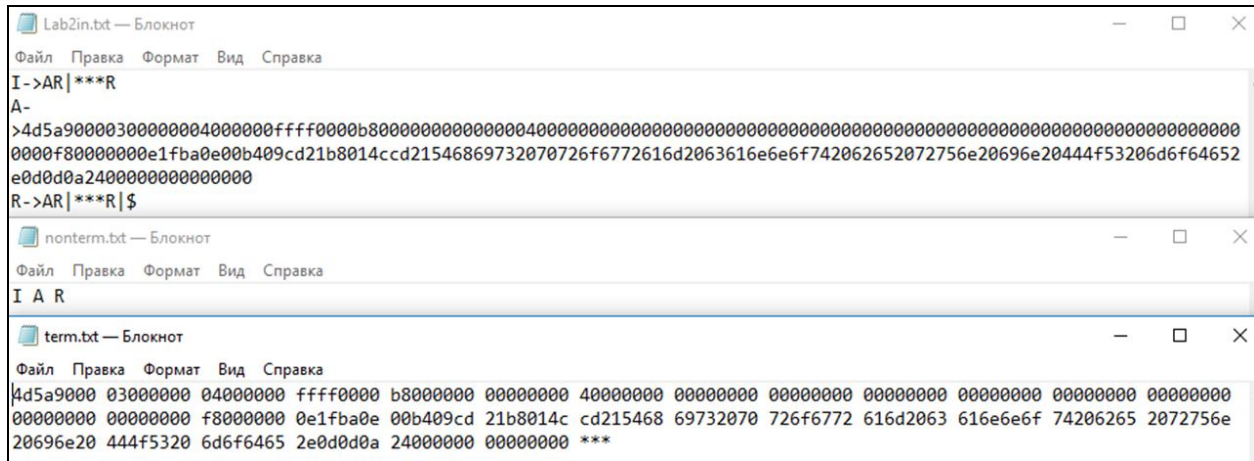 Lab2in.txt — Блокнот
Файл Правка Формат Вид Справка
I->AR|***R
A-
>4d5a90000300000004000000ffff0000b80000000000000040000000000000000000000000000000000000000000000000000000000000000000
0000f80000000e1fba0e00b409cd21b8014ccd21546869732070726f6772616d2063616e6e6f742062652072756e20696e20444f53206d6f64652
e0d0d0a2400000000000000
R->AR|***R|$
nonterm.txt — Блокнот
Файл Правка Формат Вид Справка
I A R
term.txt — Блокнот
Файл Правка Формат Вид Справка
4d5a9000 03000000 04000000 ffff0000 b8000000 00000000 40000000 00000000 00000000 00000000 00000000 00000000 00000000
00000000 00000000 f8000000 0e1fba0e 00b409cd 21b8014c cd215468 69732070 726f6772 616d2063 616e6e6f 74206265 2072756e
20696e20 444f5320 6d6f6465 2e0d0d0a 24000000 00000000 ***